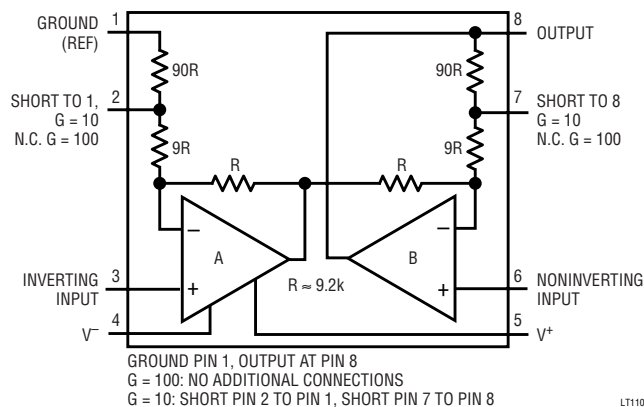 1
GROUND
(REF)
8
OUTPUT
90R
90R
2
SHORT TO 1,
G = 10
N.C. G = 100
7
SHORT TO 8
G = 10
N.C. G = 100
9R
9R
R
R
–
–
A
B
R ≈ 9.2k
+
+
INVERTING
INPUT
3
6
NONINVERTING
INPUT
4
V–
5
V+
GROUND PIN 1, OUTPUT AT PIN 8
G = 100: NO ADDITIONAL CONNECTIONS
G = 10: SHORT PIN 2 TO PIN 1, SHORT PIN 7 TO PIN 8
LT110